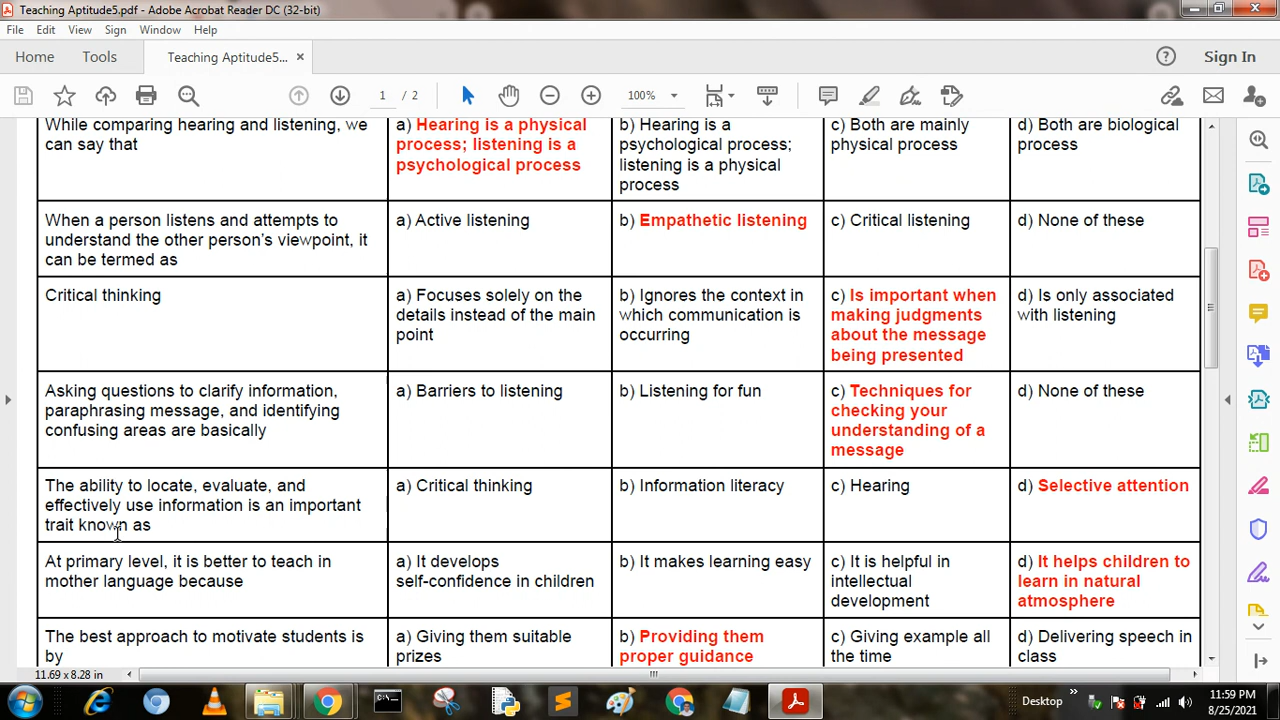 Teaching Aptitude5.pdf - Adobe Acrobat Reader DC (32-bit)
File Edit View Sign Window Help
Home Tools Teaching Aptitude5... × Sign In
1 / 2 100%
While comparing hearing and listening, we can say that
a) Hearing is a physical process; listening is a psychological process
b) Hearing is a psychological process; listening is a physical process
c) Both are mainly physical process
d) Both are biological process
When a person listens and attempts to understand the other person's viewpoint, it can be termed as
a) Active listening
b) Empathetic listening
c) Critical listening
d) None of these
Critical thinking
a) Focuses solely on the details instead of the main point
b) Ignores the context in which communication is occurring
c) Is important when making judgments about the message being presented
d) Is only associated with listening
Asking questions to clarify information, paraphrasing message, and identifying confusing areas are basically
a) Barriers to listening
b) Listening for fun
c) Techniques for checking your understanding of a message
d) None of these
The ability to locate, evaluate, and effectively use information is an important trait known as
a) Critical thinking
b) Information literacy
c) Hearing
d) Selective attention
At primary level, it is better to teach in mother language because
a) It develops self-confidence in children
b) It makes learning easy
c) It is helpful in intellectual development
d) It helps children to learn in natural atmosphere
The best approach to motivate students is by
a) Giving them suitable prizes
b) Providing them proper guidance
c) Giving example all the time
d) Delivering speech in class
11.69 x 8.28 in
Desktop
11:59 PM
8/25/2021